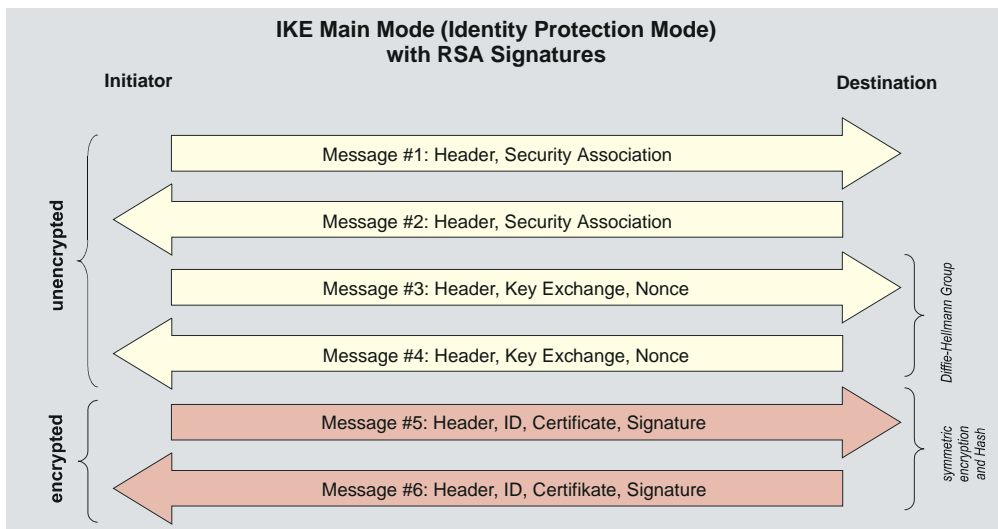 IKE Main Mode (Identity Protection Mode)
with RSA Signatures
Initiator
Destination
unencrypted
Message #1: Header, Security Association
Message #2: Header, Security Association
Message #3: Header, Key Exchange, Nonce
Message #4: Header, Key Exchange, Nonce
Diffie-Hellmann Group
encrypted
Message #5: Header, ID, Certificate, Signature
Message #6: Header, ID, Certifikate, Signature
symmetric
encryption
and Hash